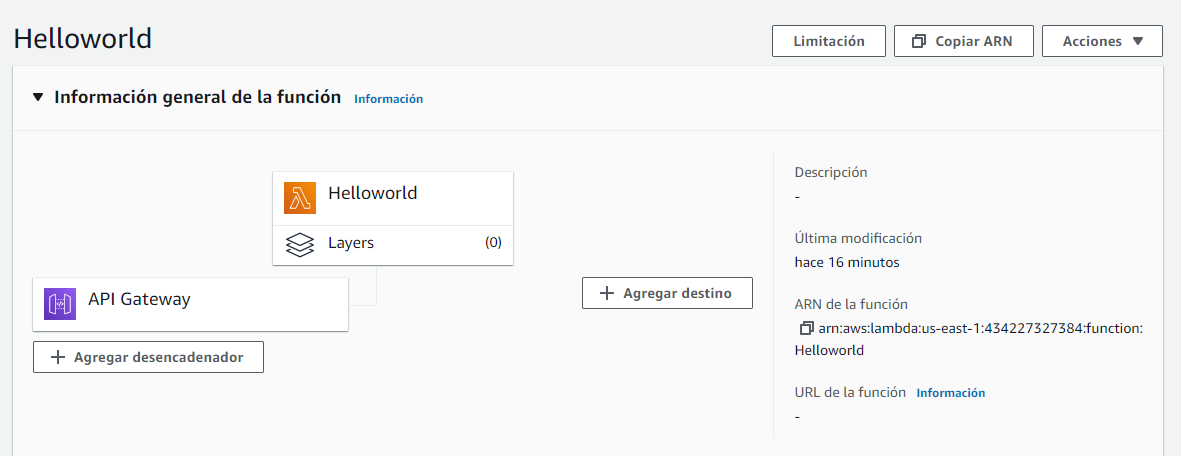 Helloworld
Limitación
Copiar ARN
Acciones
Información general de la función Información
Helloworld
Layers (0)
API Gateway
Agregar desencadenador
Agregar destino
Descripción
-
Última modificación
hace 16 minutos
ARN de la función
arn:aws:lambda:us-east-1:434227327384:function:
Helloworld
URL de la función Información
-